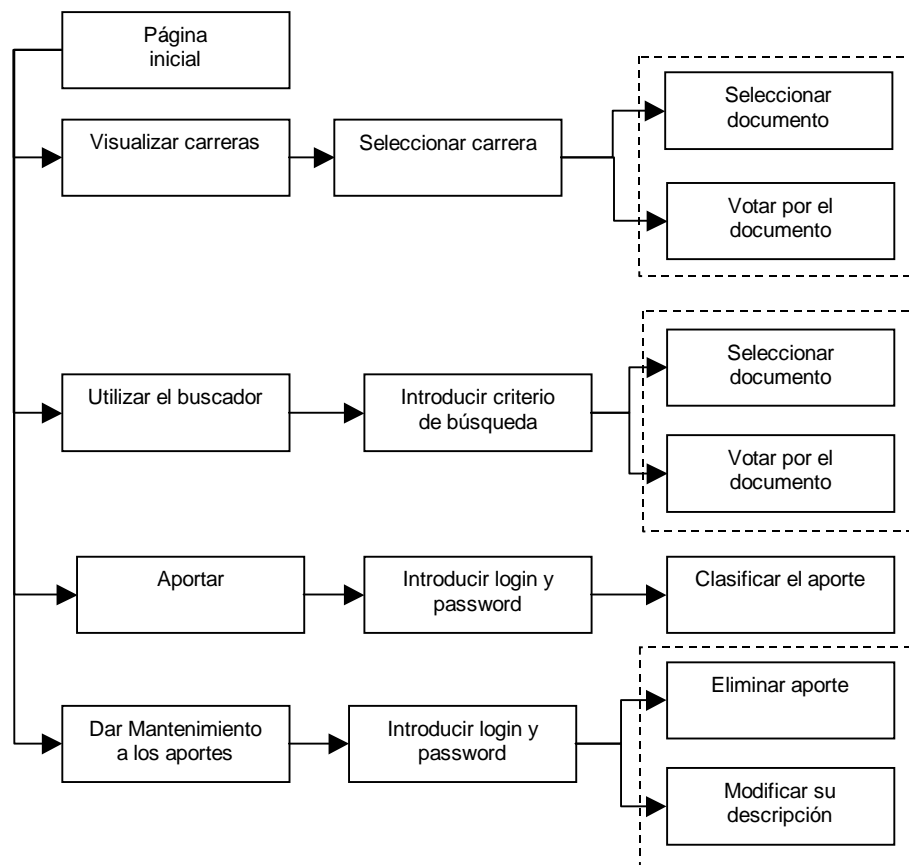 Página
inicial
Visualizar carreras
Seleccionar carrera
Seleccionar
documento
Votar por el
documento
Utilizar el buscador
Introducir criterio
de búsqueda
Seleccionar
documento
Votar por el
documento
Aportar
Introducir login y
password
Clasificar el aporte
Dar Mantenimiento
a los aportes
Introducir login y
password
Eliminar aporte
Modificar su
descripción